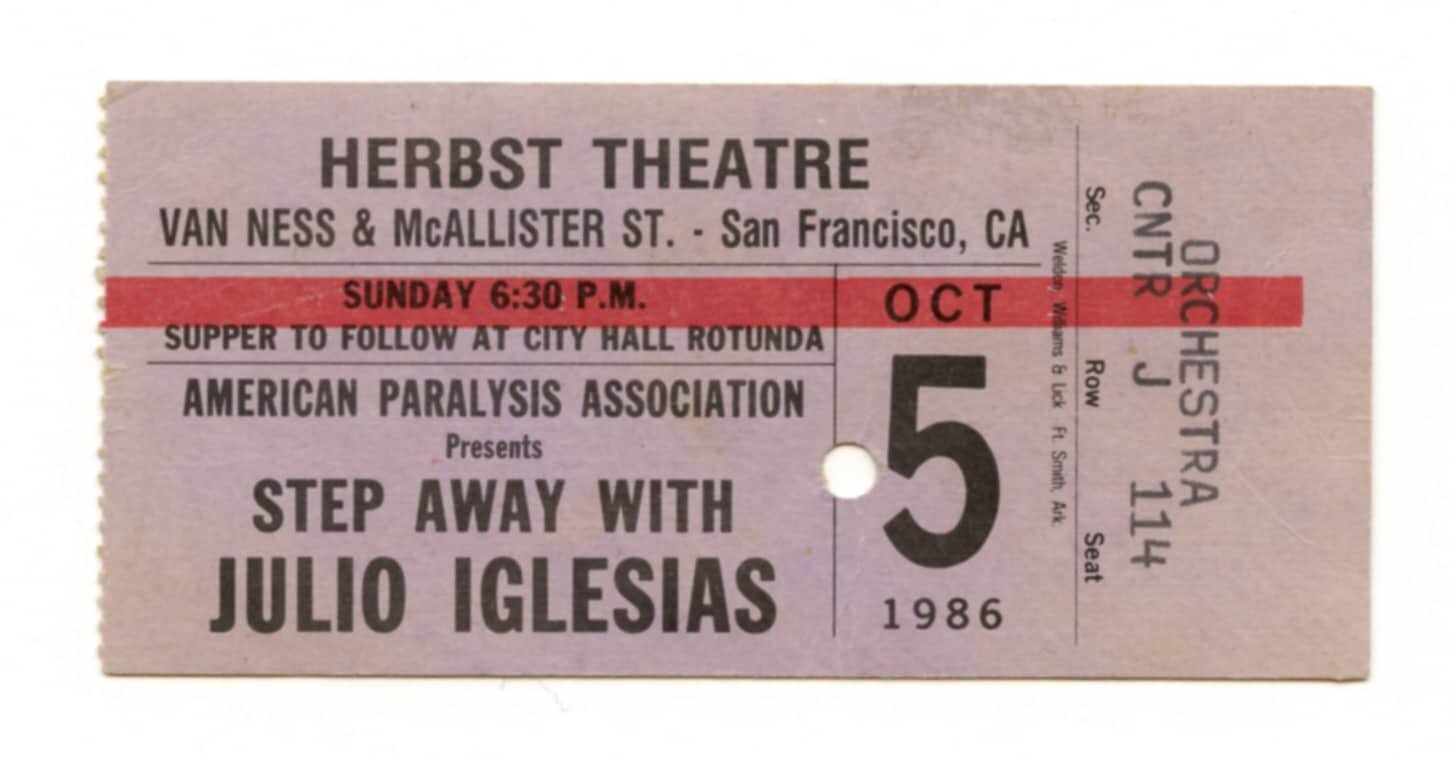 HERBST THEATRE
VAN NESS & McALLISTER ST. - San Francisco, CA
SUNDAY 6:30 P.M.
SUPPER TO FOLLOW AT CITY HALL ROTUNDA
AMERICAN PARALYSIS ASSOCIATION
Presents
STEP AWAY WITH
JULIO IGLESIAS
OCT
5
1986
Weldon, Williams & Lick Ft. Smith, Ark.
Sec. Row Seat
CNTR J 114
ORCHESTRA